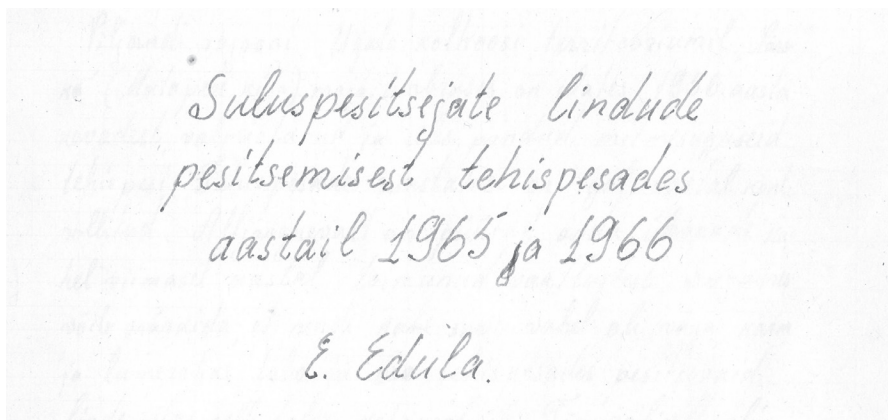 Suluspesitsejate lindude
pesitsemisest tehispesades
aastail 1965 ja 1966
E. Edula.